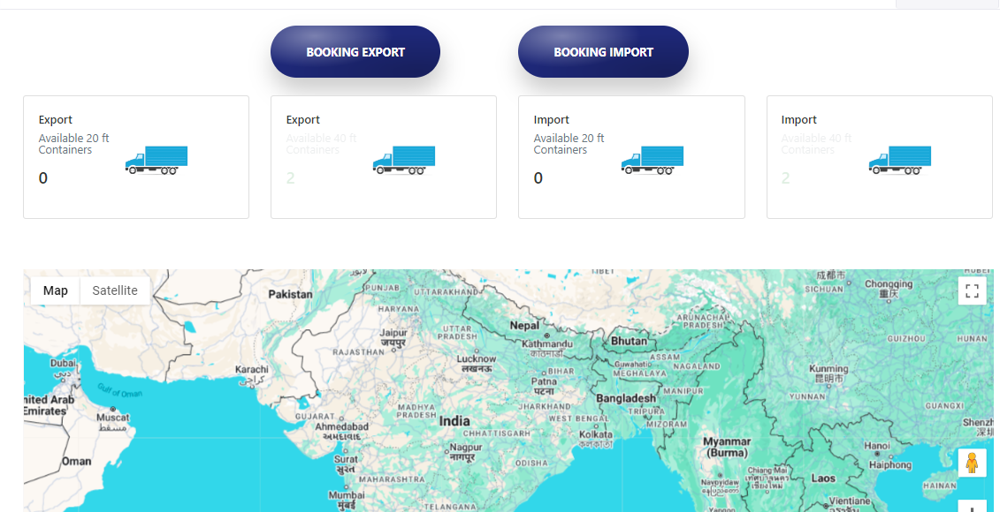 BOOKING EXPORT
BOOKING IMPORT
Export
Available 20 ft
Containers
0
Export
Available 40 ft
Containers
2
Import
Available 20 ft
Containers
0
Import
Available 40 ft
Containers
2
Map
Satellite
TIBET
成都市
SICHUAN
Chongqing
重庆
Pakistan
PUNJAB
UTTARAKHAND
HARYANA
Nepal
ARUNACHAL
PRADESH
Jaipur
जयपुर
UTTAR
PRADESH
Kathmandu
काठमाडौं
Bhutan
GUIZHOU
HUNAN
RAJASTHAN
Lucknow
लखनऊ
ASSAM
Dubai
دبي
Karachi
کراچی
Guwahati
NAGALAND
MEGHALAYA
Kunming
昆明市
BIHAR
Patna
पटना
Gulf of Oman
MANIPUR
YUNNAN
nited Arab
Emirates
Bangladesh
JHARKHAND
GUANGXI
Muscat
مسقط
GUJARAT
MADHYA
PRADESH
WEST BENGAL
TRIPURA
MIZORAM
Ahmedabad
અમદાવાદ
India
CHHATTISGARH
Kolkata
কলকাতা
Shenzh
深圳
Myanmar
(Burma)
Nagpur
नागपूर
Oman
Surat
સુરત
ODISHA
Hanoi
Haiphong
Chiang Mai
MAHARASHTRA
Naypyidaw
Laos
HAINAN
Mumbai
मुंबई
TELANGANA
Vientiane
Yangon